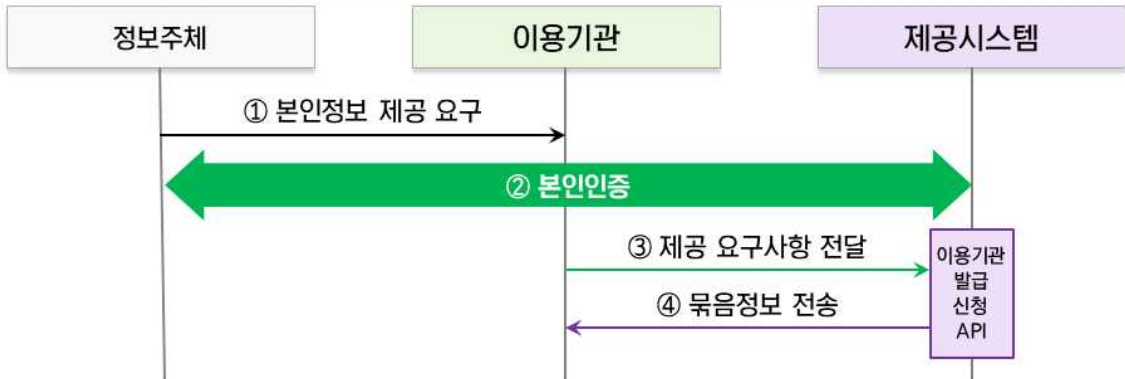 정보주체
이용기관
제공시스템
① 본인정보 제공 요구
② 본인인증
③ 제공 요구사항 전달
이용기관
발급
신청
API
④ 묶음정보 전송